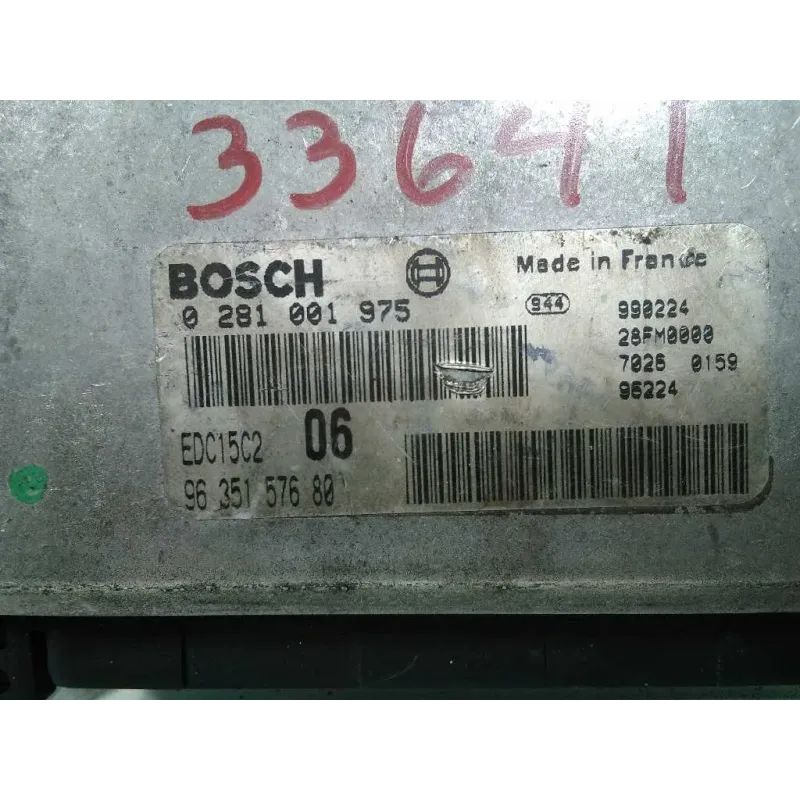 33641
BOSCH
Made in France
0 281 001 975
944
990224
28FM0000
7026 0159
96224
EDC15C2 06
96 351 576 80